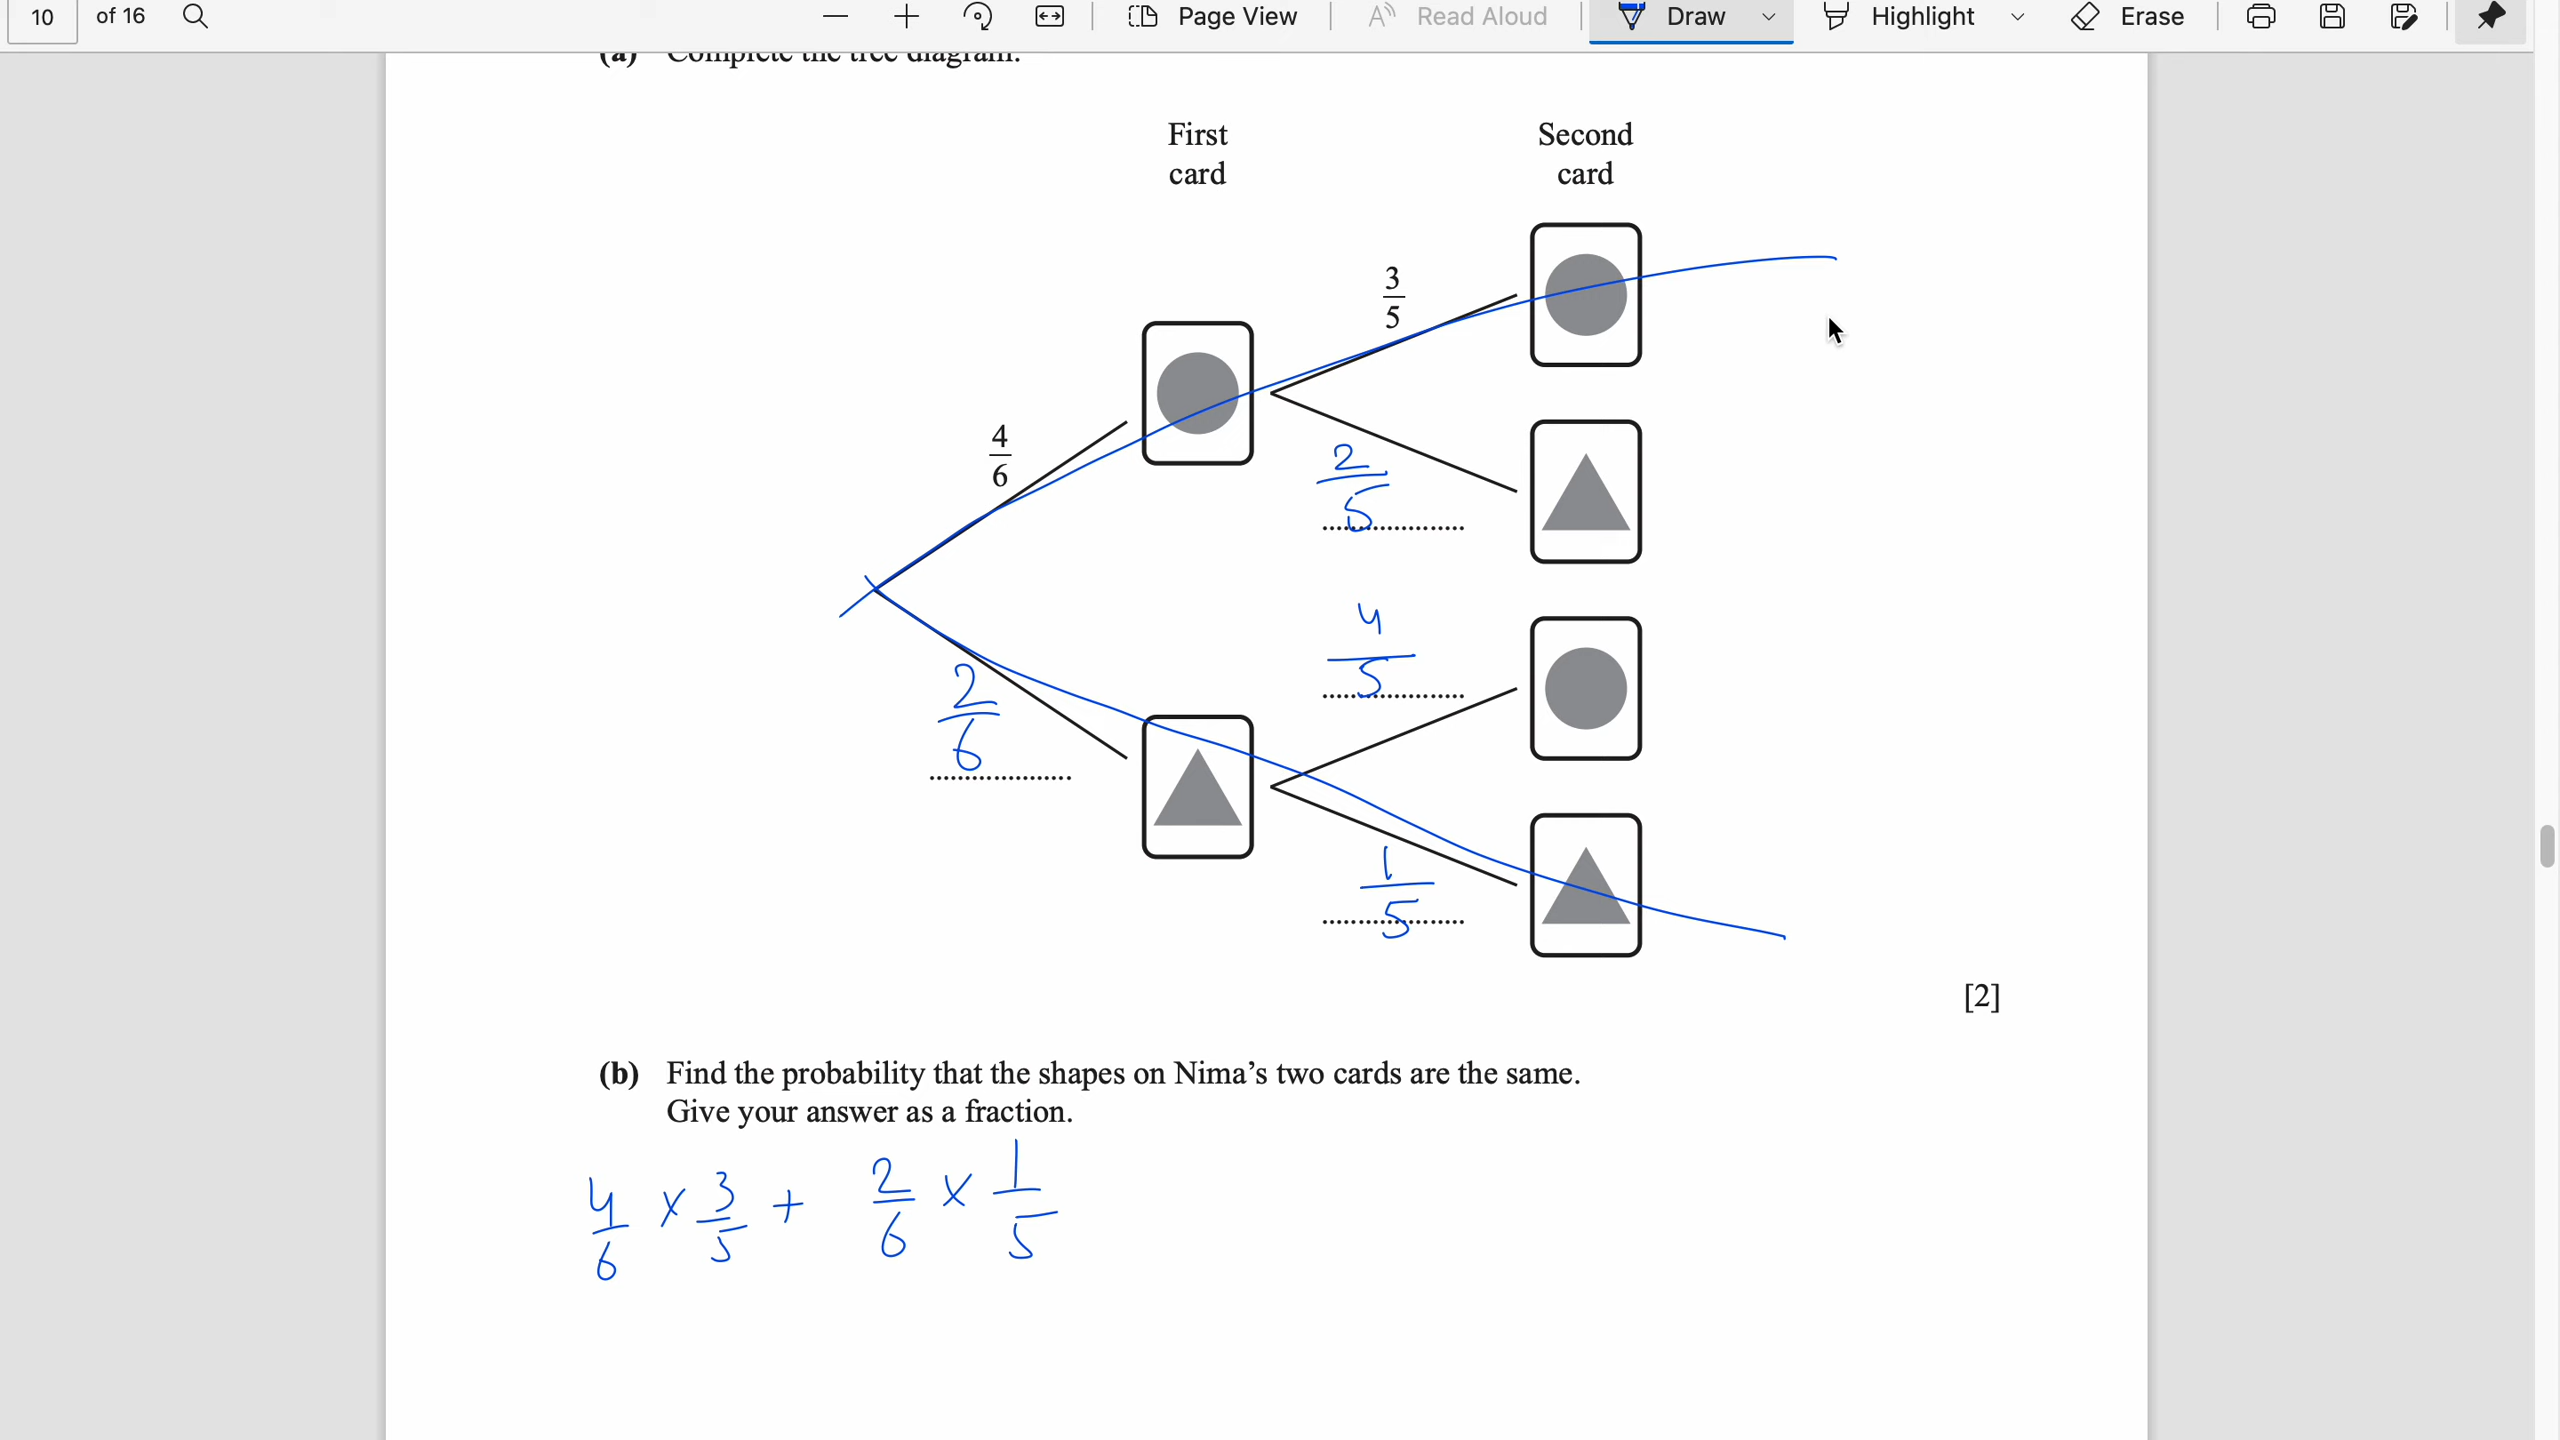 10 of 16 Page View Read Aloud Draw Highlight Erase
(a) Complete the tree diagram.
First card
Second card
3/5
4/6
2/5
4/5
2/6
1/5
[2]
(b) Find the probability that the shapes on Nima’s two cards are the same.
Give your answer as a fraction.
4/6 x 3/5 + 2/6 x 1/5